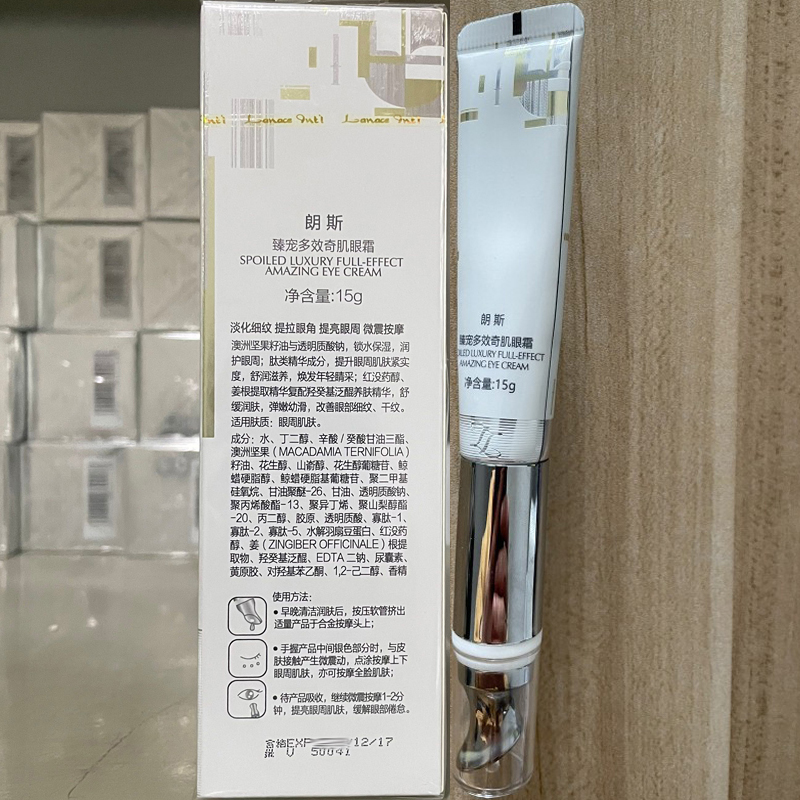 Lanace Int'l Lanace Int'l
朗斯
臻宠多效奇肌眼霜
SPOILED LUXURY FULL-EFFECT
AMAZING EYE CREAM
净含量:15g
淡化细纹 提拉眼角 提亮眼周 微震按摩
澳洲坚果籽油与透明质酸钠，锁水保湿，润
护眼周；肽类精华成分，提升眼周肌肤紧实
度，舒润滋养，焕发年轻睛采；红没药醇、
姜根提取精华复配羟癸基泛醌养肤精华，舒
缓润肤，弹嫩幼滑，改善眼部细纹、干纹。
适用肤质：眼周肌肤。
成分：水、丁二醇、辛酸/癸酸甘油三酯、
澳洲坚果（MACADAMIA TERNIFOLIA）
籽油、花生醇、山嵛醇、花生醇葡糖苷、鲸
蜡硬脂醇、鲸蜡硬脂基葡糖苷、聚二甲基
硅氧烷、甘油聚醚-26、甘油、透明质酸钠、
聚丙烯酸酯-13、聚异丁烯、聚山梨醇酯
-20、丙二醇、胶原、透明质酸、寡肽-1、
寡肽-2、寡肽-5、水解羽扇豆蛋白、红没药
醇、姜（ZINGIBER OFFICINALE）根提
取物、羟癸基泛醌、EDTA 二钠、尿囊素、
黄原胶、对羟基苯乙酮、1,2-己二醇、香精
使用方法：
• 早晚清洁润肤后，按压软管挤出
适量产品于合金按摩头上；
• 手握产品中间银色部分时，与皮
肤接触产生微震动，点涂按摩上下
眼周肌肤，亦可按摩全脸肌肤；
• 待产品吸收，继续微震按摩1-2分
钟，提亮眼周肌肤，缓解眼部倦怠。
EXP 12/17
朗斯
臻宠多效奇肌眼霜
ILED LUXURY FULL-EFFECT
AMAZING EYE CREAM
净含量:15g